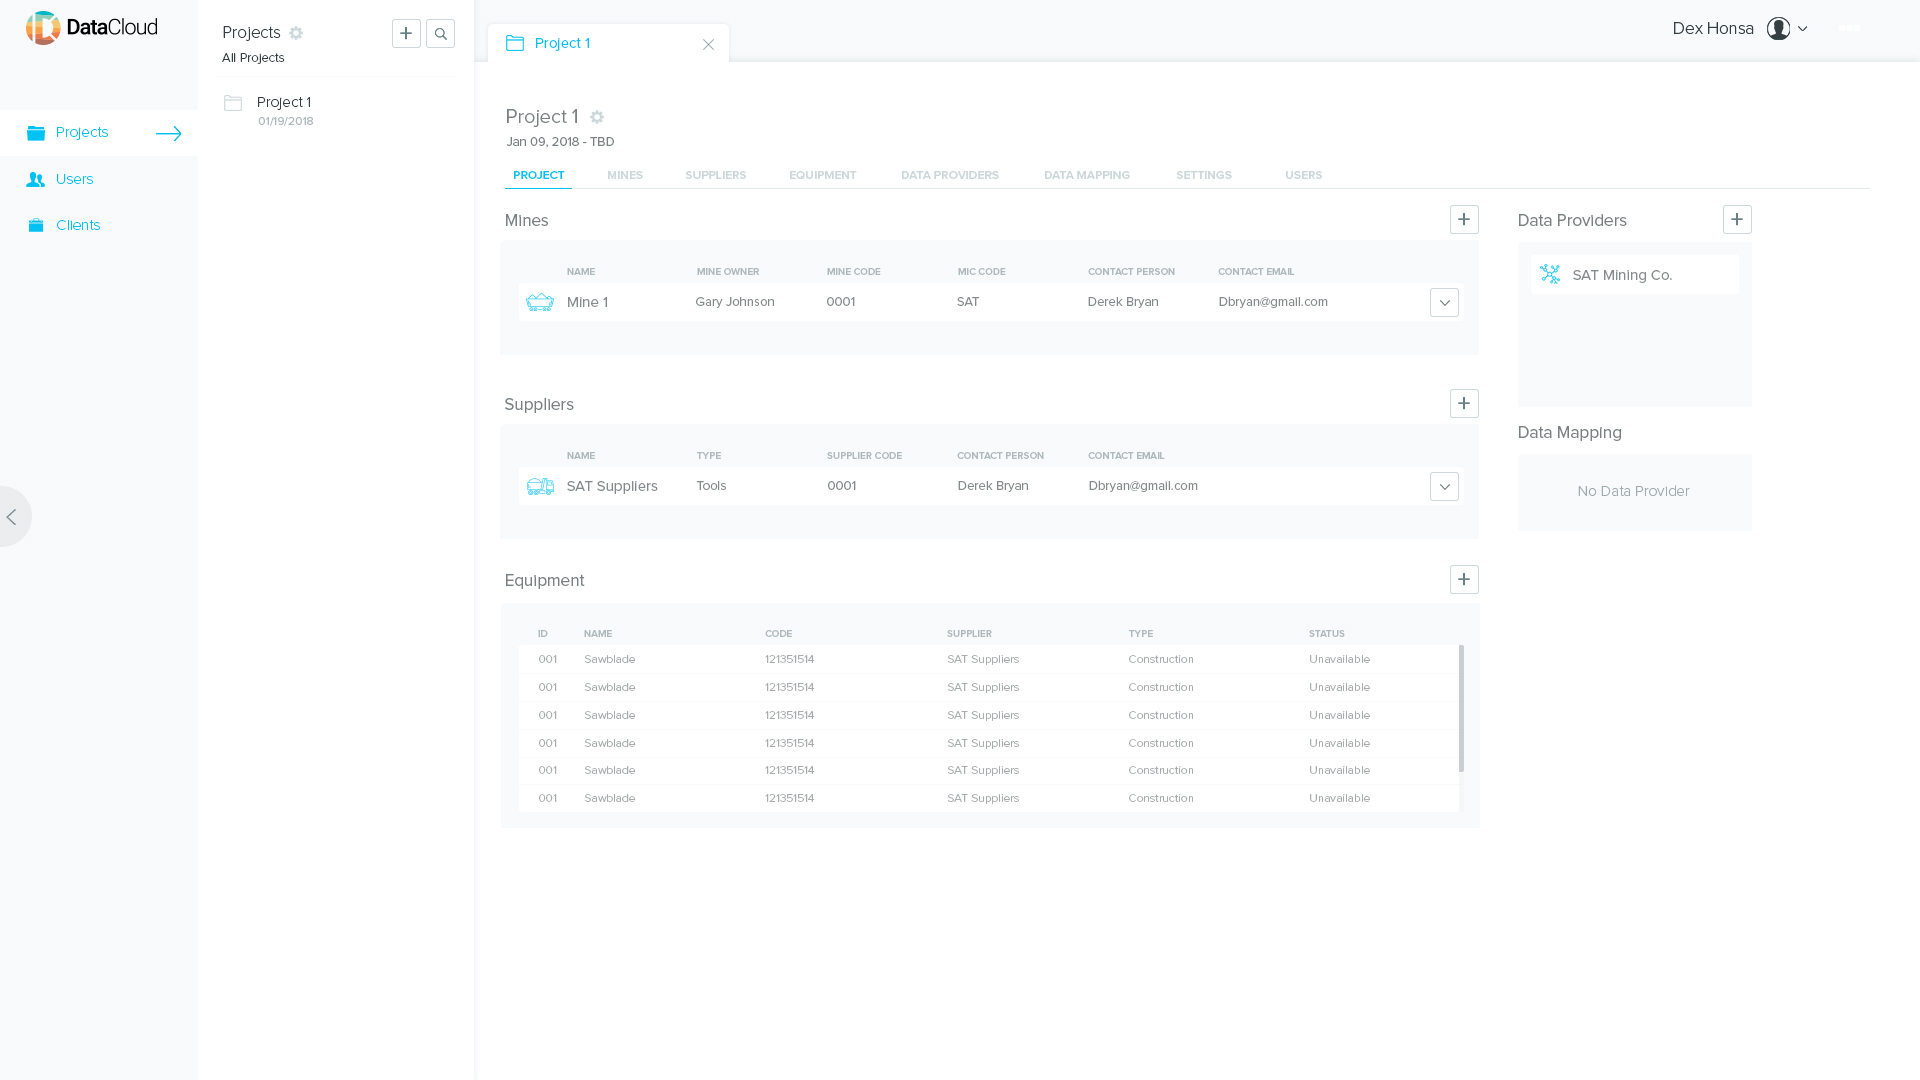 DataCloud
Projects
Users
Clients
Projects
All Projects
Project 1
01/19/2018
Project 1
Dex Honsa
Project 1
Jan 09, 2018 - TBD
PROJECT MINES SUPPLIERS EQUIPMENT DATA PROVIDERS DATA MAPPING SETTINGS USERS
Mines
NAME MINE OWNER MINE CODE MIC CODE CONTACT PERSON CONTACT EMAIL
Mine 1 Gary Johnson 0001 SAT Derek Bryan Dbryan@gmail.com
Suppliers
NAME TYPE SUPPLIER CODE CONTACT PERSON CONTACT EMAIL
SAT Suppliers Tools 0001 Derek Bryan Dbryan@gmail.com
Equipment
ID NAME CODE SUPPLIER TYPE STATUS
001 Sawblade 121351514 SAT Suppliers Construction Unavailable
001 Sawblade 121351514 SAT Suppliers Construction Unavailable
001 Sawblade 121351514 SAT Suppliers Construction Unavailable
001 Sawblade 121351514 SAT Suppliers Construction Unavailable
001 Sawblade 121351514 SAT Suppliers Construction Unavailable
001 Sawblade 121351514 SAT Suppliers Construction Unavailable
Data Providers
SAT Mining Co.
Data Mapping
No Data Provider